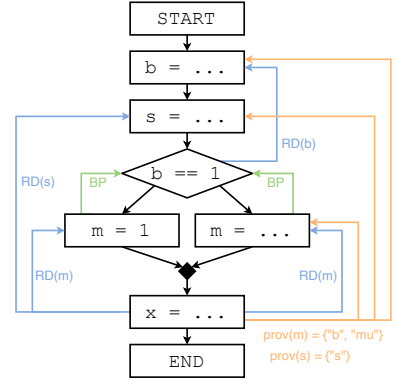 START
b = ...
s = ...
RD(b)
b == 1
RD(s)
BP
BP
m = 1
m = ...
RD(m)
RD(m)
x = ...
prov(m) = {"b", "mu"}
prov(s) = {"s"}
END